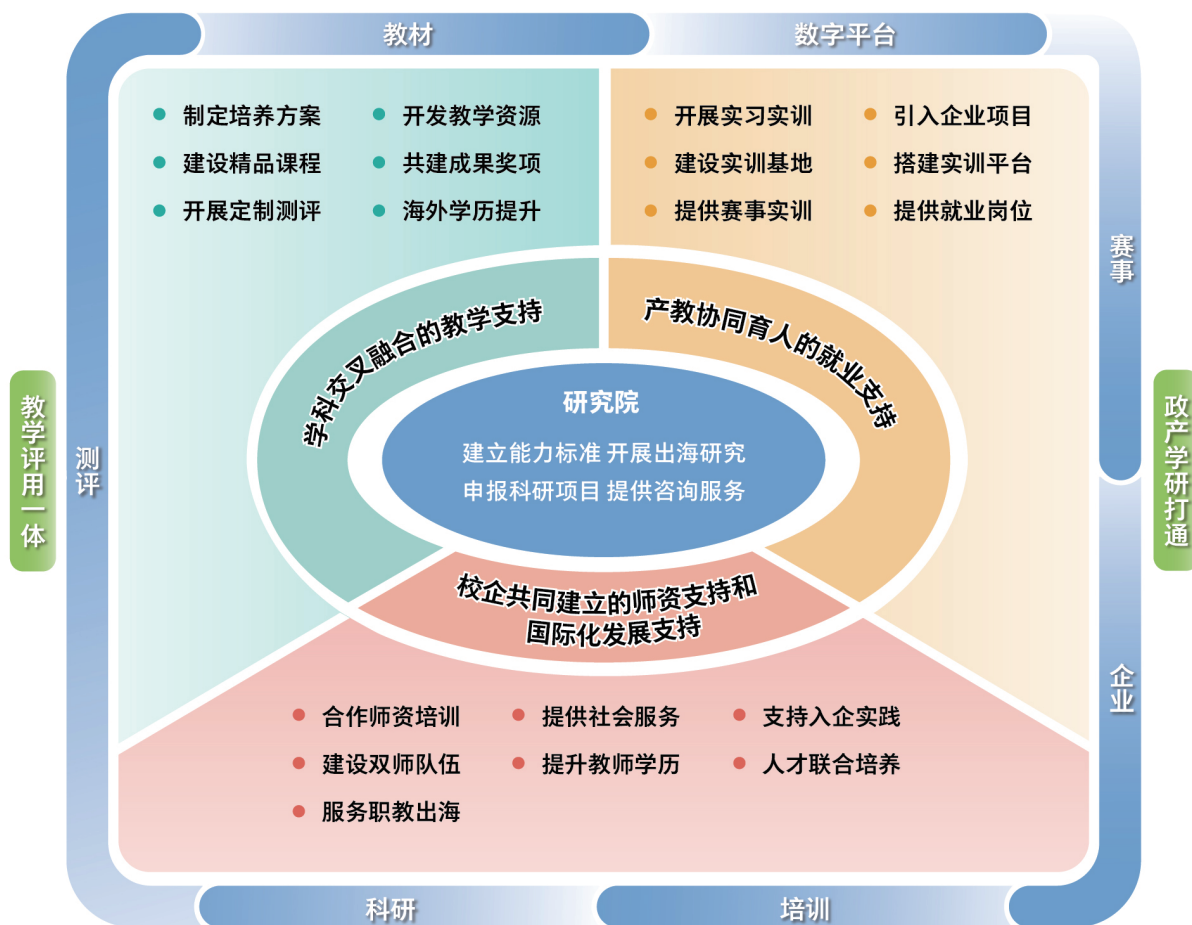 教材
数字平台
制定培养方案
开发教学资源
建设精品课程
共建成果奖项
开展定制测评
海外学历提升
开展实习实训
引入企业项目
建设实训基地
搭建实训平台
提供赛事实训
提供就业岗位
赛事
学科交叉融合的教学支持
产教协同育人的就业支持
研究院
建立能力标准 开展出海研究
申报科研项目 提供咨询服务
教学评用一体
测评
政产学研打通
校企共同建立的师资支持和
国际化发展支持
企业
合作师资培训
提供社会服务
支持入企实践
建设双师队伍
提升教师学历
人才联合培养
服务职教出海
科研
培训